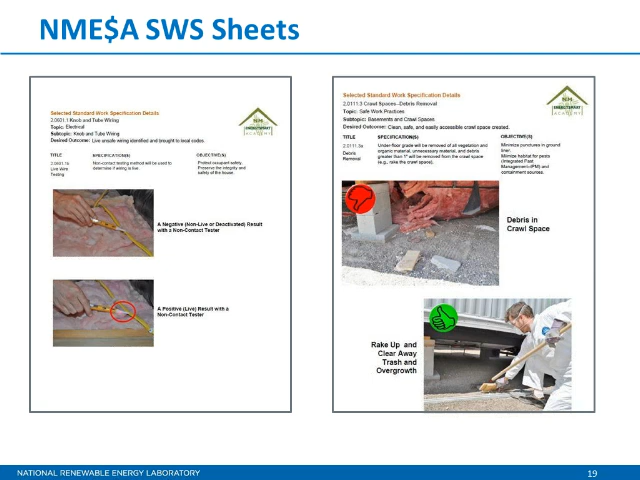 NME$A SWS Sheets
Selected Standard Work Specification Details
2.0601.1 Knob and Tube Wiring
Topic: Electrical
Subtopic: Knob and Tube Wiring
Desired Outcome: Live unsafe wiring identified and brought to local codes.
TITLE SPECIFICATION(S) OBJECTIVE(S)
Live Wire Testing
Non-contact testing method will be used to
determine if wiring is live.
Protect occupant safety.
Preserve the integrity and
safety of the house.
A Negative (Non-Live or Deactivated) Result
with a Non-Contact Tester
A Positive (Live) Result with a
Non-Contact Tester
Selected Standard Work Specification Details
2.0111.3 Crawl Spaces–Debris Removal
Topic: Safe Work Practices
Subtopic: Basements and Crawl Spaces
Desired Outcome: Clean, safe, and easily accessible crawl space created.
TITLE SPECIFICATION(S) OBJECTIVE(S)
2.0111.3a
Debris
Removal
Under-floor grade will be removed of all vegetation and
organic material, unnecessary material, and debris
greater than 1" will be removed from the crawl space
(e.g., rake the crawl space).
Minimize punctures in ground
liner.
Minimize habitat for pests
(Integrated Pest
Management-IPM) and
containment sources.
NM
ENERGY$MART
ACADEMY
Debris in
Crawl Space
Rake Up and
Clear Away
Trash and
Overgrowth
NATIONAL RENEWABLE ENERGY LABORATORY
19